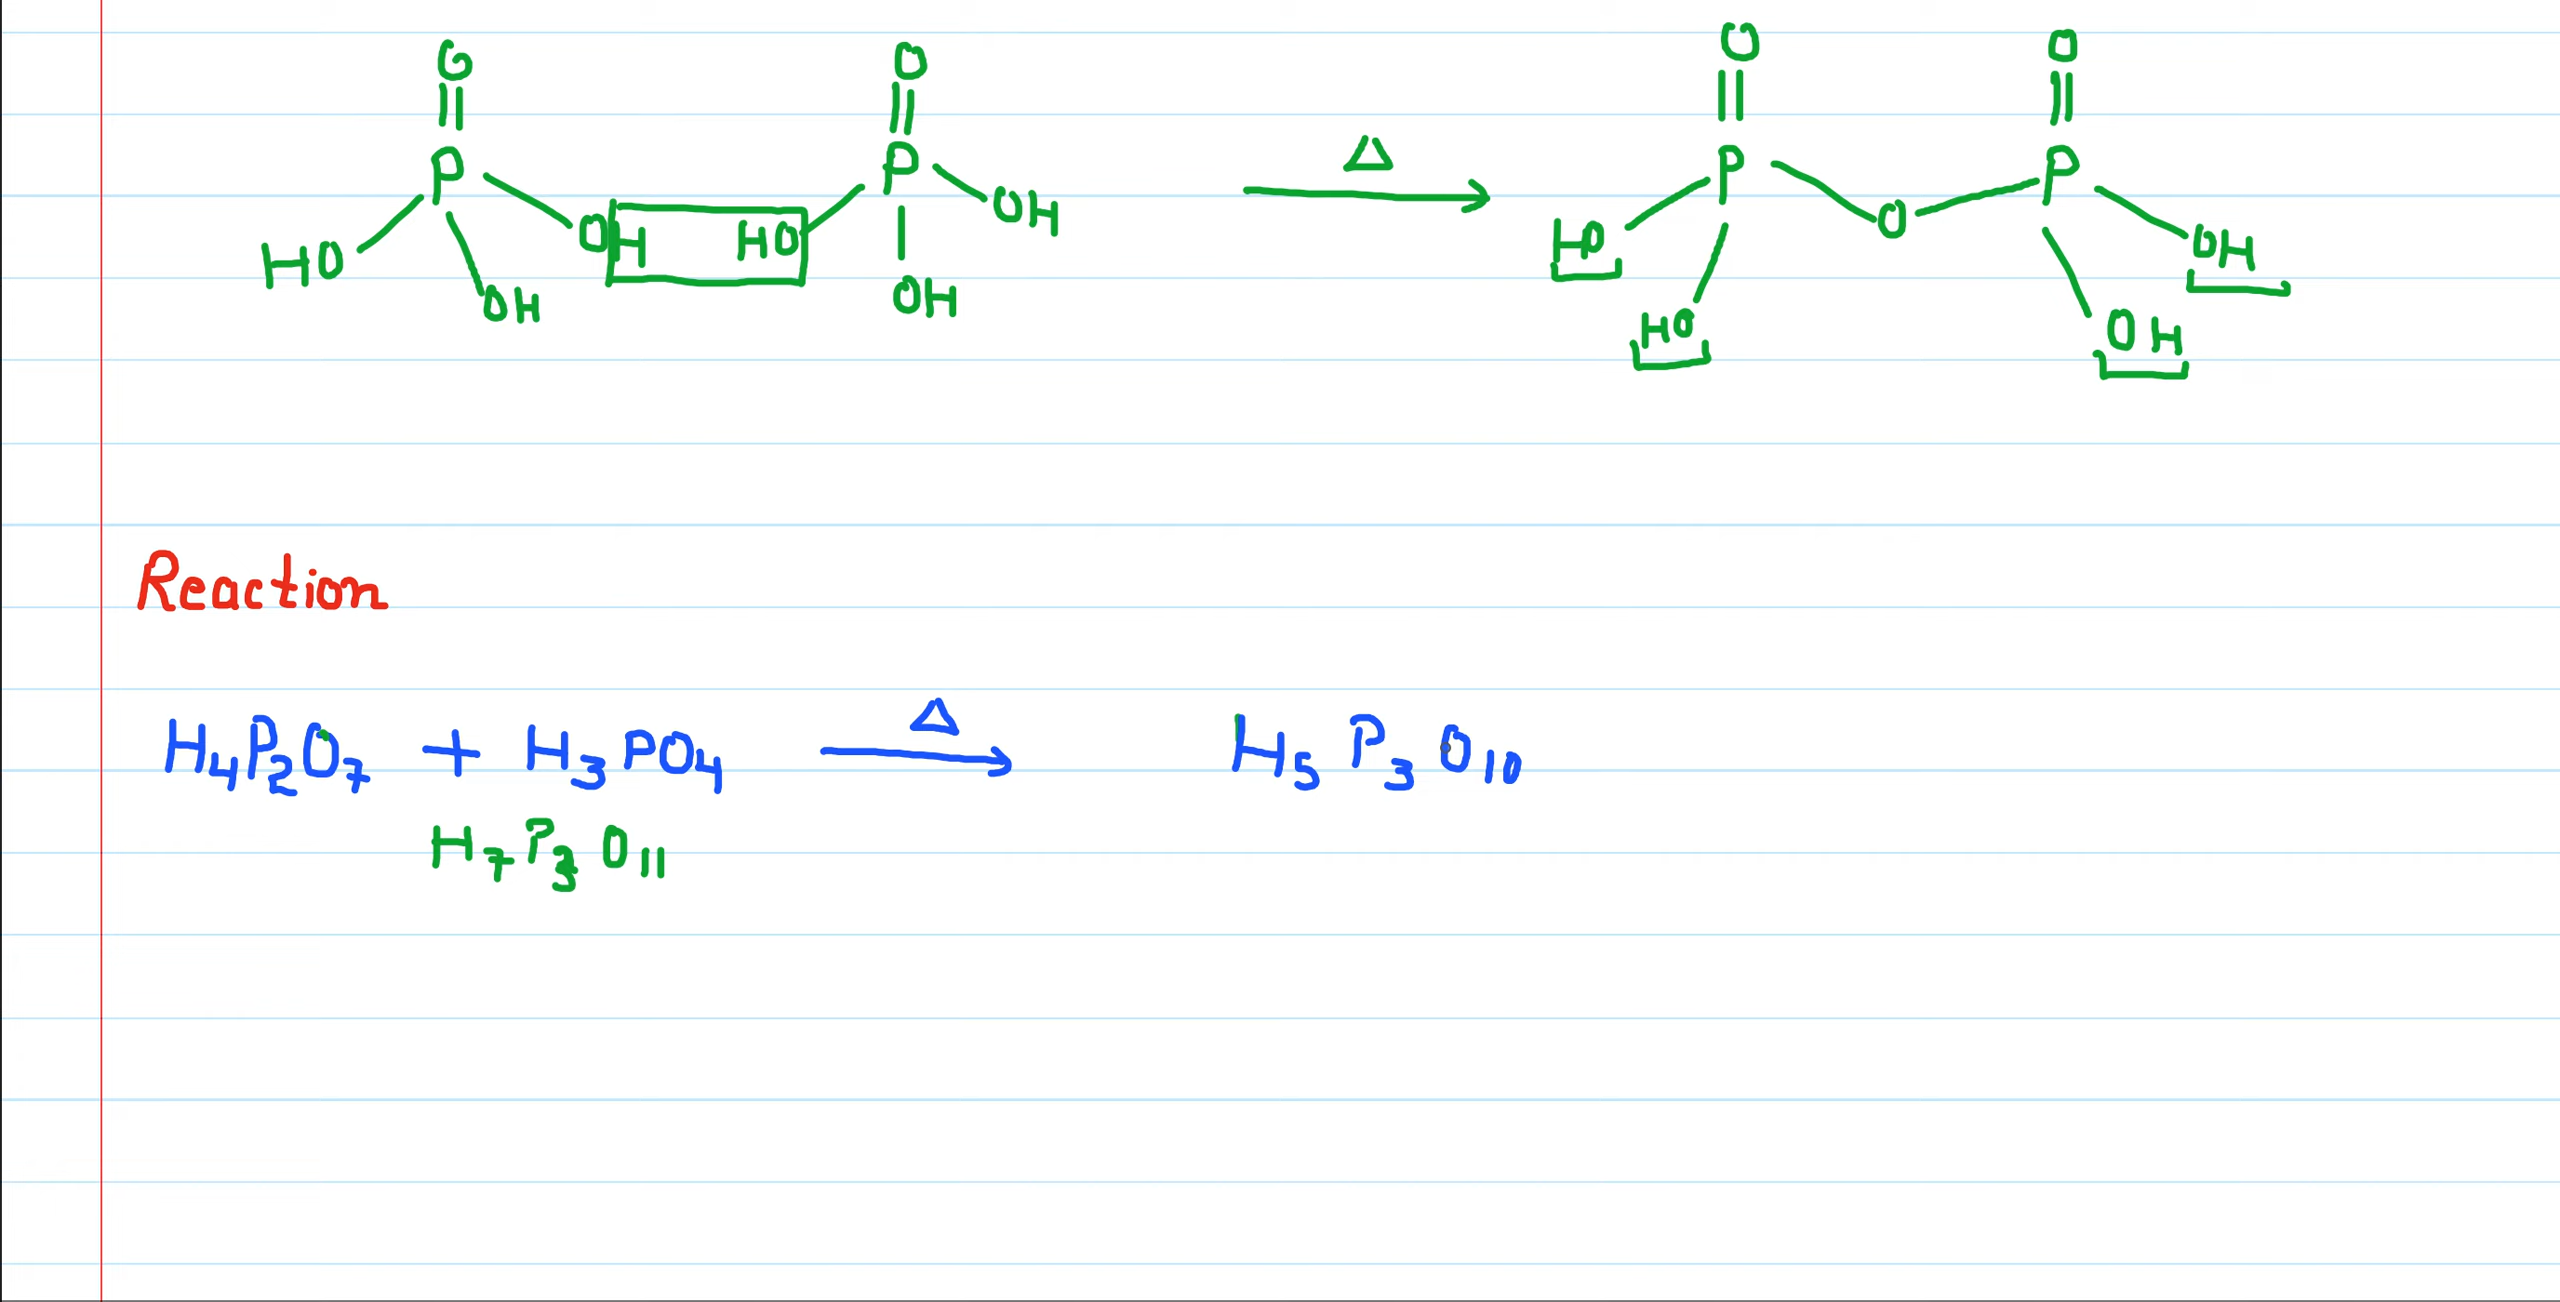 O O O O
P P Δ P P
HO OH HO OH → HO O OH
OH OH HO OH
Reaction
H₄P₂O₇ + H₃PO₄ Δ→ H₅P₃O₁₀
H₇P₃O₁₁